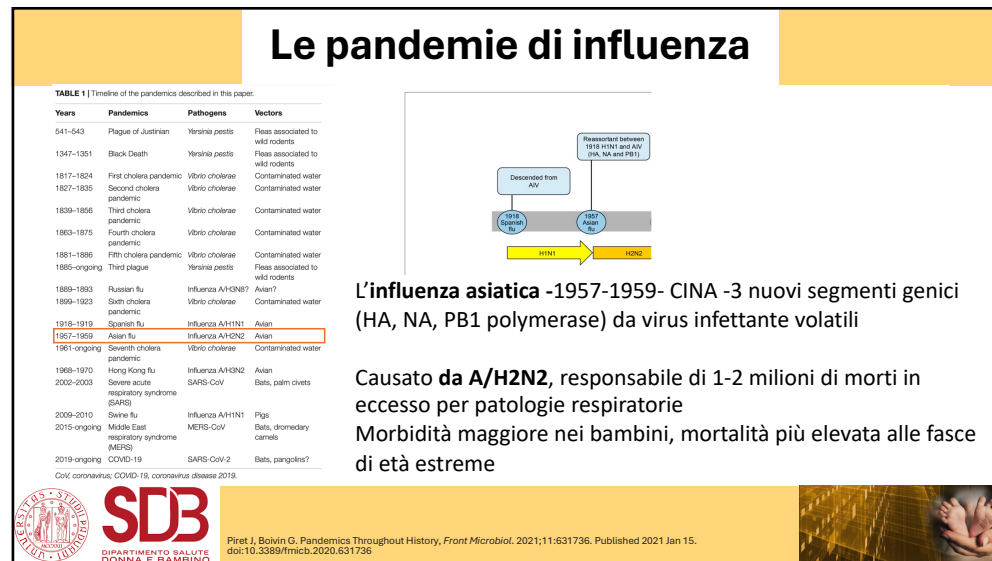 Le pandemie di influenza
TABLE 1 | Timeline of the pandemics described in this paper.
Years Pandemics Pathogens Vectors
541–543 Plague of Justinian Yersinia pestis Fleas associated to
wild rodents
1347–1351 Black Death Yersinia pestis Fleas associated to
wild rodents
1817–1824 First cholera pandemic Vibrio cholerae Contaminated water
1827–1835 Second cholera Vibrio cholerae Contaminated water
pandemic
1839–1856 Third cholera Vibrio cholerae Contaminated water
pandemic
1863–1875 Fourth cholera Vibrio cholerae Contaminated water
pandemic
1881–1886 Fifth cholera pandemic Vibrio cholerae Contaminated water
1885–ongoing Third plague Yersinia pestis Fleas associated to
wild rodents
1889–1893 Russian flu Influenza A/H3N8? Avian?
1899–1923 Sixth cholera Vibrio cholerae Contaminated water
pandemic
1918–1919 Spanish flu Influenza A/H1N1 Avian
1957–1959 Asian flu Influenza A/H2N2 Avian
1961-ongoing Seventh cholera Vibrio cholerae Contaminated water
pandemic
1968–1970 Hong Kong flu Influenza A/H3N2 Avian
2002–2003 Severe acute SARS-CoV Bats, palm civets
respiratory syndrome
(SARS)
2009–2010 Swine flu Influenza A/H1N1 Pigs
2015-ongoing Middle East MERS-CoV Bats, dromedary
respiratory syndrome camels
(MERS)
2019-ongoing COVID-19 SARS-CoV-2 Bats, pangolins?
CoV, coronavirus; COVID-19, coronavirus disease 2019.
Reassortant between
1918 H1N1 and AIV
(HA, NA and PB1)
Descended from
AIV
1918
Spanish
flu
1957
Asian
flu
H1N1
H2N2
L'influenza asiatica -1957-1959- CINA -3 nuovi segmenti genici
(HA, NA, PB1 polymerase) da virus infettante volatili
Causato da A/H2N2, responsabile di 1-2 milioni di morti in
eccesso per patologie respiratorie
Morbidità maggiore nei bambini, mortalità più elevata alle fasce
di età estreme
SDB
DIPARTIMENTO SALUTE
DONNA E BAMBINO
Piret J, Boivin G. Pandemics Throughout History, Front Microbiol. 2021;11:631736. Published 2021 Jan 15.
doi:10.3389/fmicb.2020.631736